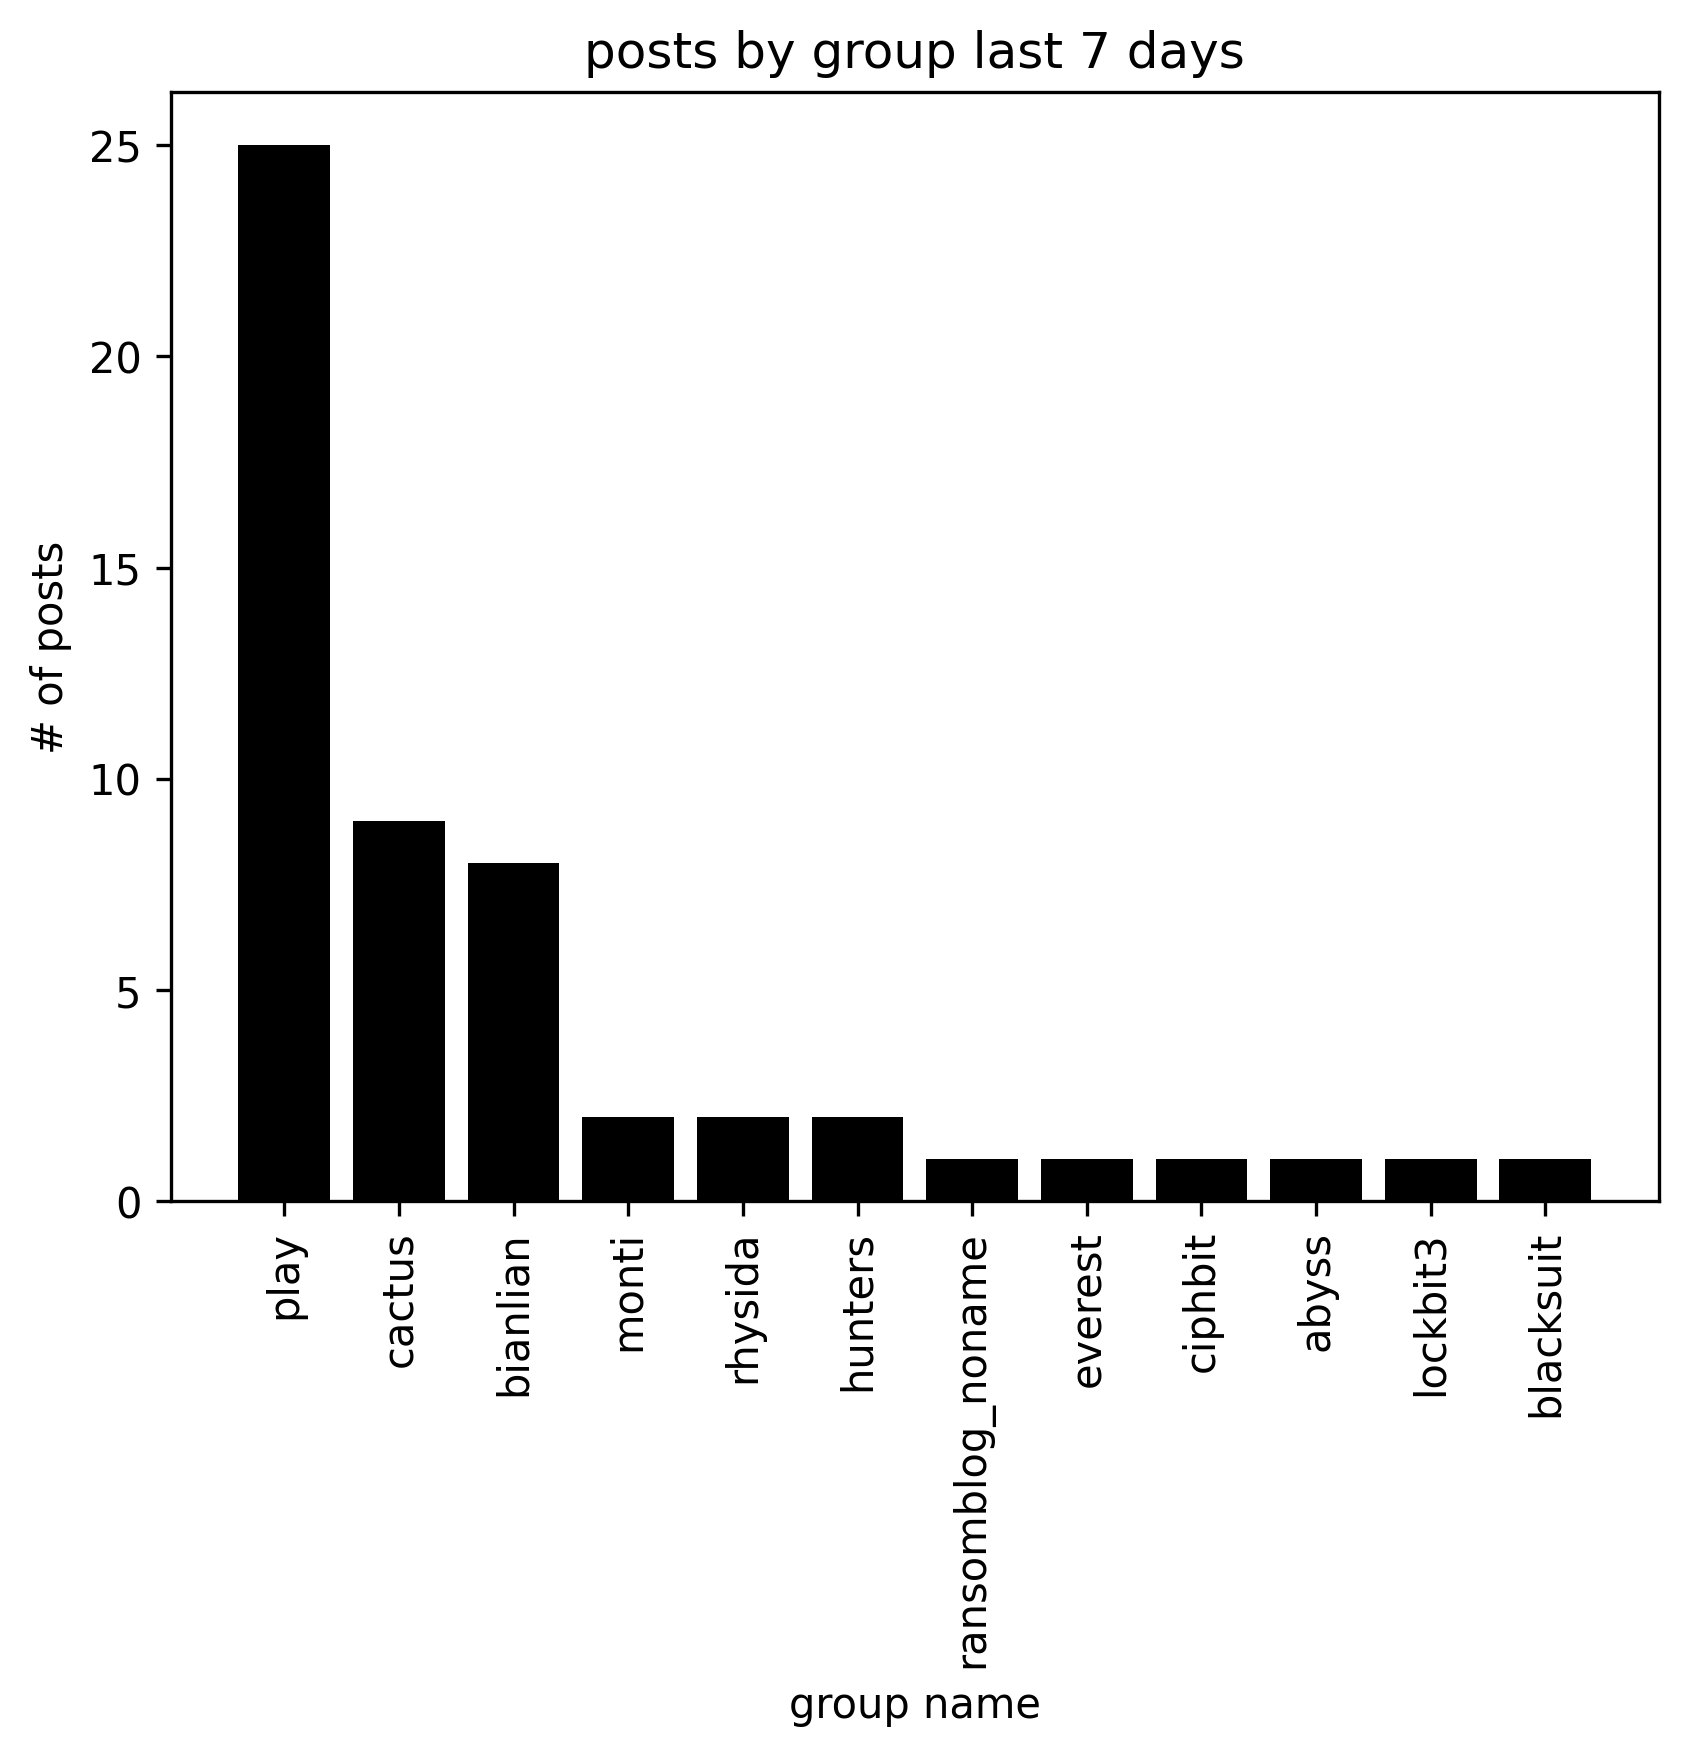 posts by group last 7 days
# of posts
25
20
15
10
5
0
play
cactus
bianlian
monti
rhysida
hunters
ransomblog_noname
everest
ciphbit
abyss
lockbit3
blacksuit
group name